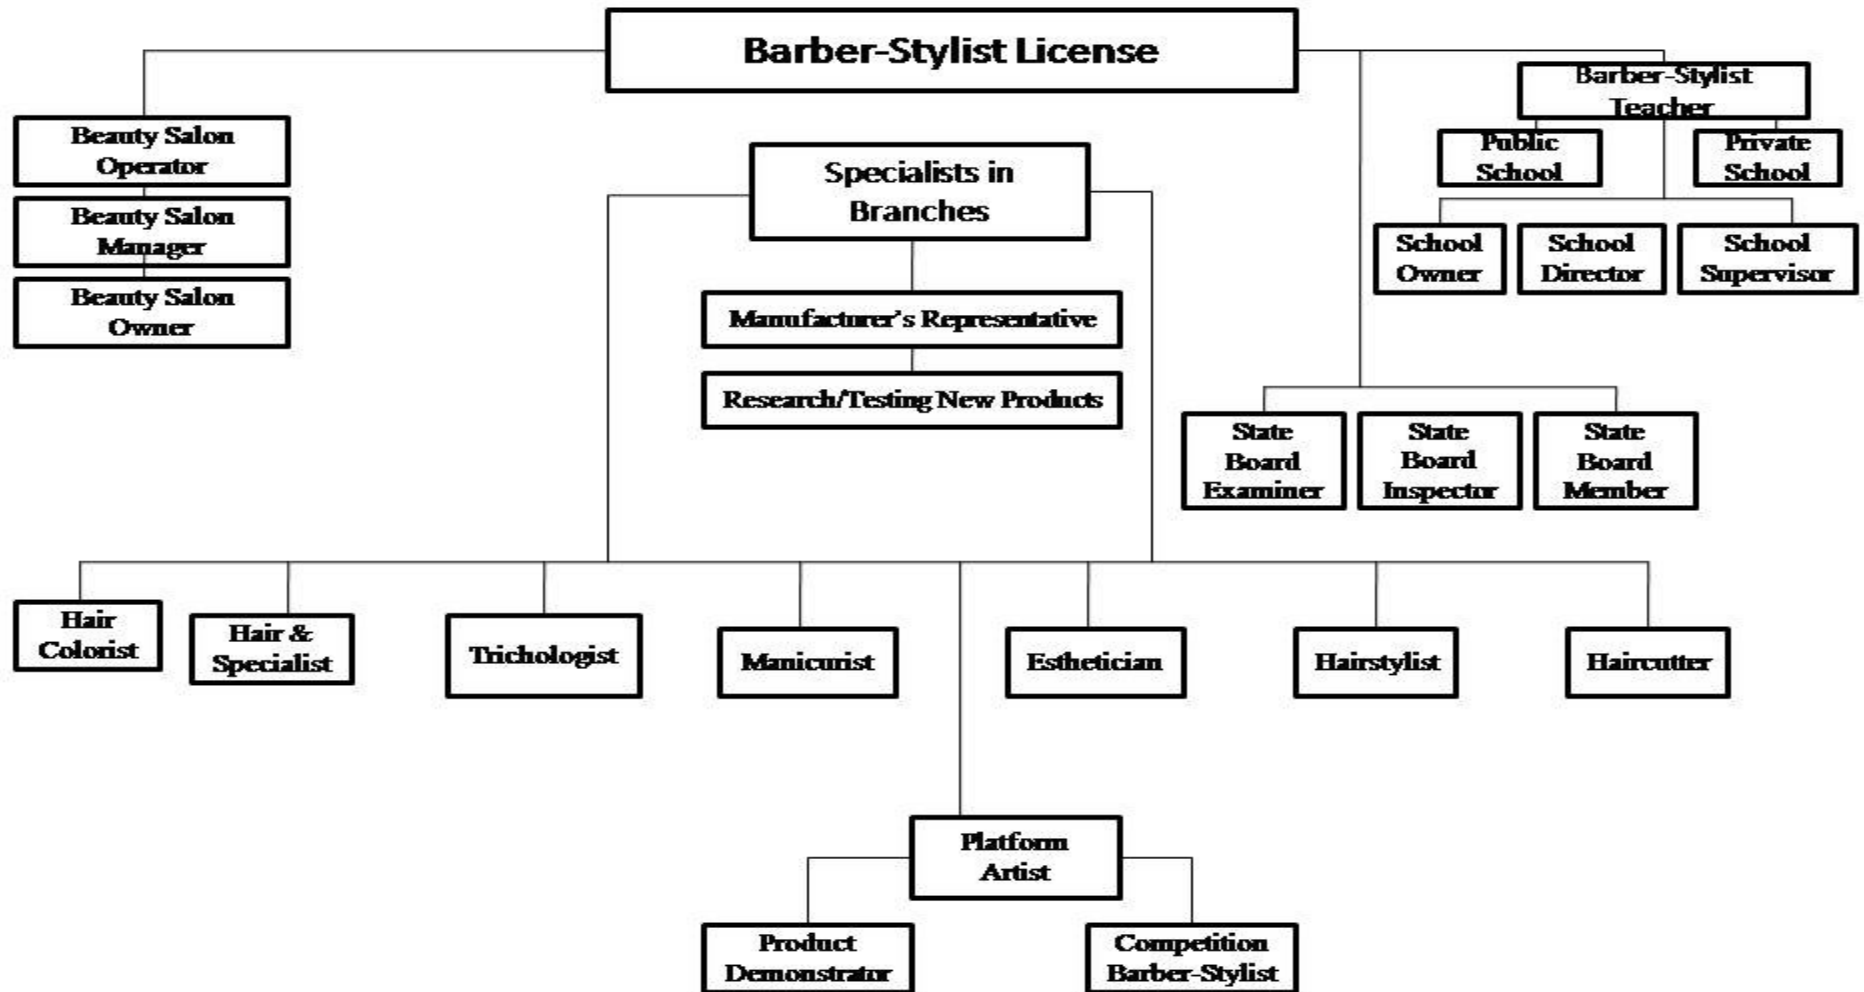 Barber-Stylist License
Barber-Stylist
Teacher
Beauty Salon
Operator
Public
School
Private
School
Specialists in
Branches
Beauty Salon
Manager
School
Owner
School
Director
School
Supervisor
Beauty Salon
Owner
Manufacturer's Representative
Research/Testing New Products
State
Board
Examiner
State
Board
Inspector
State
Board
Member
Hair
Colorist
Hair &
Specialist
Trichologist
Manicurist
Esthetician
Hairstylist
Haircutter
Platform
Artist
Product
Demonstrator
Competition
Barber-Stylist